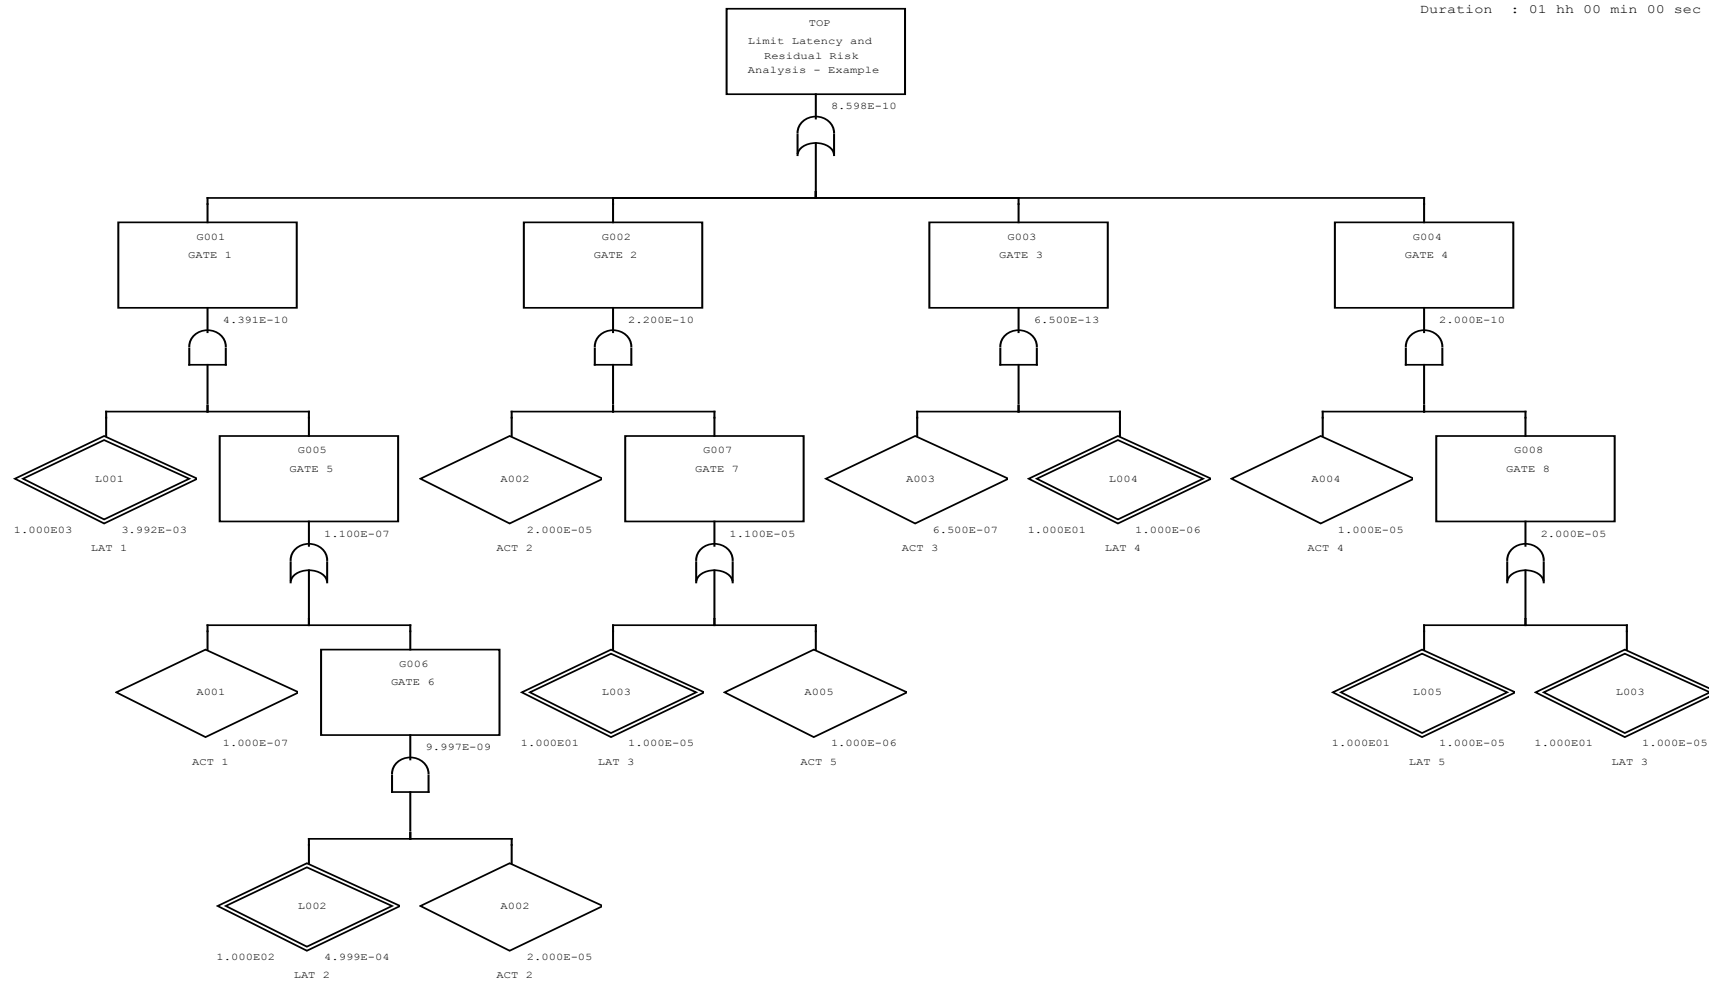 Duration : 01 hh 00 min 00 sec
TOP
Limit Latency and
Residual Risk
Analysis - Example
8.598E-10
G001
GATE 1
4.391E-10
G002
GATE 2
2.200E-10
G003
GATE 3
6.500E-13
G004
GATE 4
2.000E-10
L001
1.000E03 3.992E-03
LAT 1
G005
GATE 5
1.100E-07
A002
2.000E-05
ACT 2
G007
GATE 7
1.100E-05
A003
6.500E-07
ACT 3
L004
1.000E01 1.000E-06
LAT 4
A004
1.000E-05
ACT 4
G008
GATE 8
2.000E-05
A001
1.000E-07
ACT 1
G006
GATE 6
9.997E-09
L003
1.000E01 1.000E-05
LAT 3
A005
1.000E-06
ACT 5
L005
1.000E01 1.000E-05
LAT 5
L003
1.000E01 1.000E-05
LAT 3
L002
1.000E02 4.999E-04
LAT 2
A002
2.000E-05
ACT 2